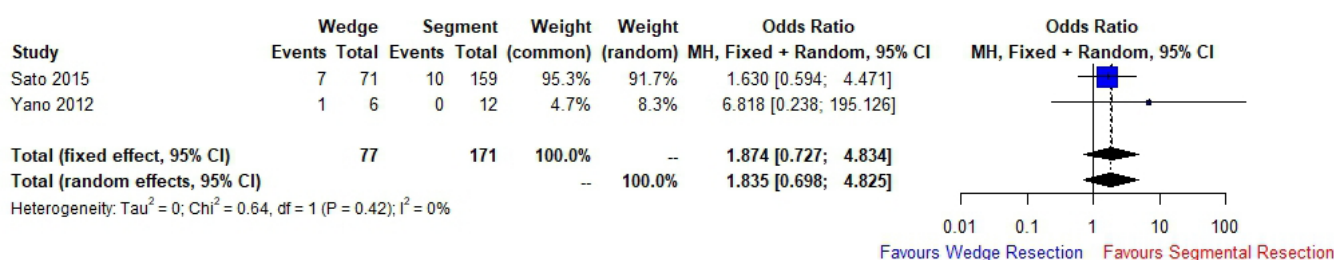 Wedge Segment Weight Weight Odds Ratio Odds Ratio
Study Events Total Events Total (common) (random) MH, Fixed + Random, 95% CI MH, Fixed + Random, 95% CI
Sato 2015 7 71 10 159 95.3% 91.7% 1.630 [0.594; 4.471]
Yano 2012 1 6 0 12 4.7% 8.3% 6.818 [0.238; 195.126]
Total (fixed effect, 95% CI) 77 171 100.0% -- 1.874 [0.727; 4.834]
Total (random effects, 95% CI) -- 100.0% 1.835 [0.698; 4.825]
Heterogeneity: Tau² = 0; Chi² = 0.64, df = 1 (P = 0.42); I² = 0%
0.01 0.1 1 10 100
Favours Wedge Resection Favours Segmental Resection